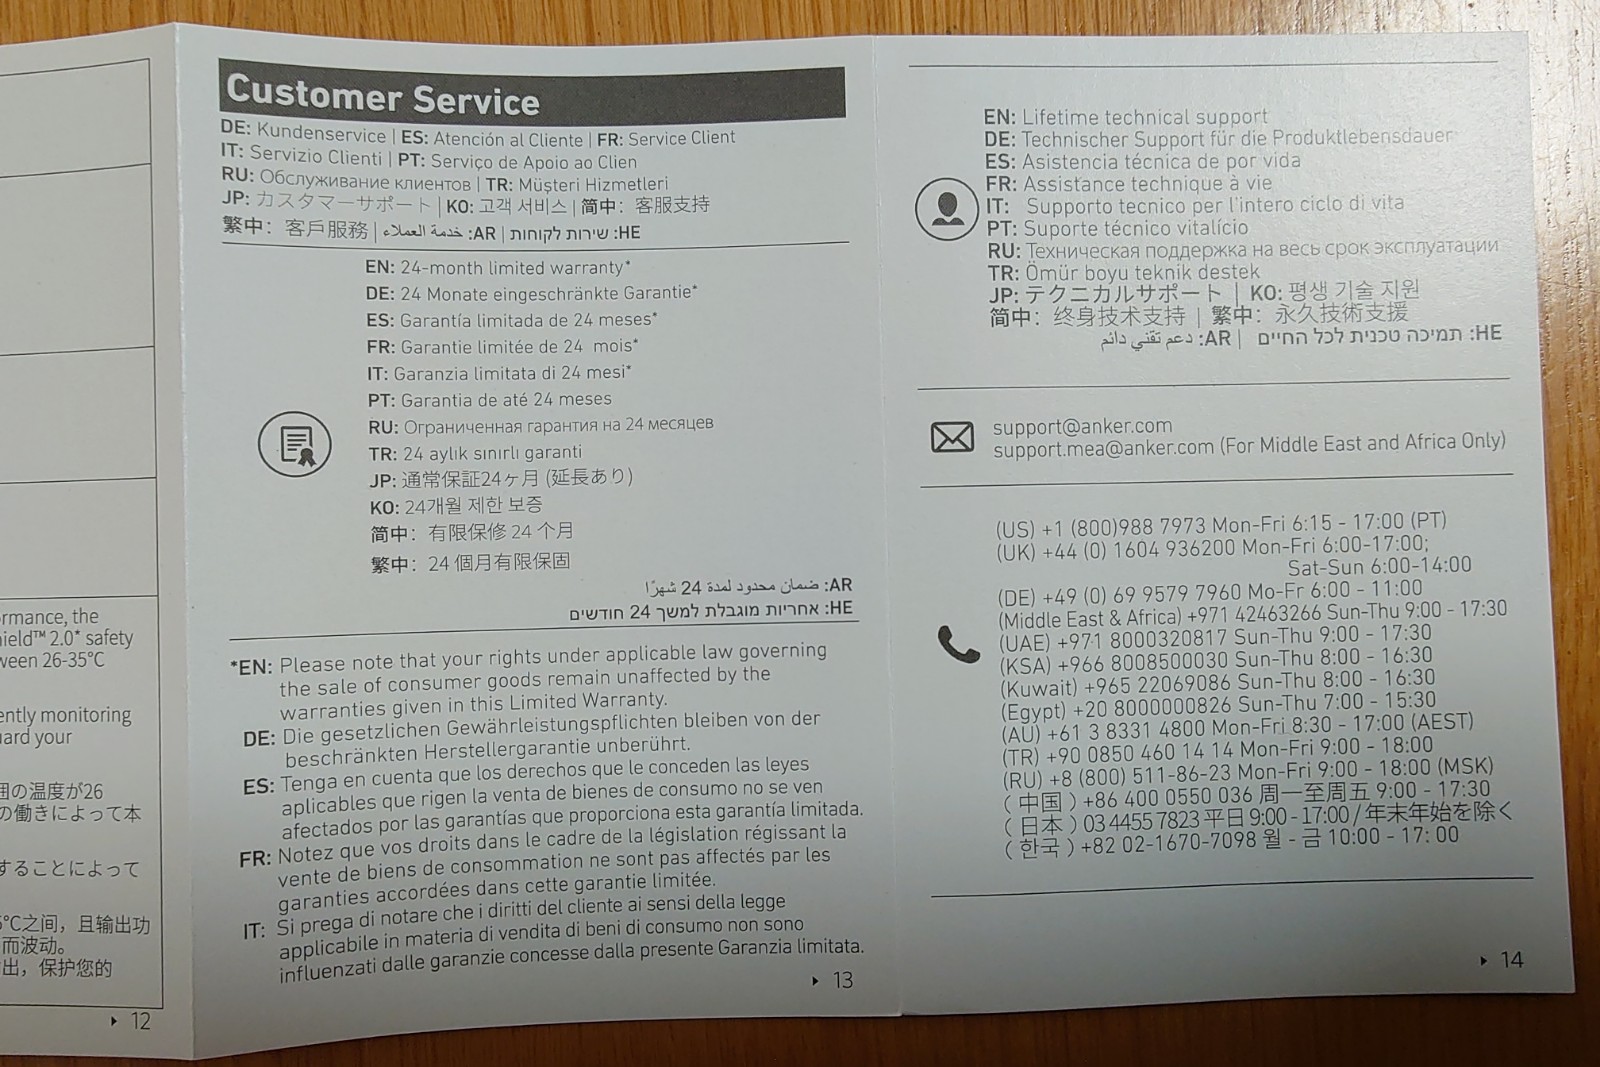 ormance, the
ield™ 2.0* safety
ween 26-35°C
ently monitoring
uard your
囲の温度が26
の働きによって本
することによって
5°C之间，且输出功
而波动。
出，保护您的
▸ 12
Customer Service
DE: Kundenservice | ES: Atención al Cliente | FR: Service Client
IT: Servizio Clienti | PT: Serviço de Apoio ao Clien
RU: Обслуживание клиентов | TR: Müşteri Hizmetleri
JP: カスタマーサポート | KO: 고객 서비스 | 简中：客服支持
繁中：客戶服務 | AR: خدمة العملاء | HE: שירות לקוחות
EN: 24-month limited warranty*
DE: 24 Monate eingeschränkte Garantie*
ES: Garantía limitada de 24 meses*
FR: Garantie limitée de 24 mois*
IT: Garanzia limitata di 24 mesi*
PT: Garantia de até 24 meses
RU: Ограниченная гарантия на 24 месяцев
TR: 24 aylık sınırlı garanti
JP: 通常保証24ヶ月 (延長あり)
KO: 24개월 제한 보증
简中：有限保修 24 个月
繁中：24 個月有限保固
AR: ضمان محدود لمدة 24 شهرًا
HE: אחריות מוגבלת למשך 24 חודשים
*EN: Please note that your rights under applicable law governing
the sale of consumer goods remain unaffected by the
warranties given in this Limited Warranty.
DE: Die gesetzlichen Gewährleistungspflichten bleiben von der
beschränkten Herstellergarantie unberührt.
ES: Tenga en cuenta que los derechos que le conceden las leyes
aplicables que rigen la venta de bienes de consumo no se ven
afectados por las garantías que proporciona esta garantía limitada.
FR: Notez que vos droits dans le cadre de la législation régissant la
vente de biens de consommation ne sont pas affectés par les
garanties accordées dans cette garantie limitée.
IT: Si prega di notare che i diritti del cliente ai sensi della legge
applicabile in materia di vendita di beni di consumo non sono
influenzati dalle garanzie concesse dalla presente Garanzia limitata.
▸ 13
EN: Lifetime technical support
DE: Technischer Support für die Produktlebensdauer
ES: Asistencia técnica de por vida
FR: Assistance technique à vie
IT: Supporto tecnico per l'intero ciclo di vita
PT: Suporte técnico vitalício
RU: Техническая поддержка на весь срок эксплуатации
TR: Ömür boyu teknik destek
JP: テクニカルサポート | KO: 평생 기술 지원
简中：终身技术支持 | 繁中：永久技術支援
HE: תמיכה טכנית לכל החיים | AR: دعم تقني دائم
support@anker.com
support.mea@anker.com (For Middle East and Africa Only)
(US) +1 (800)988 7973 Mon-Fri 6:15 - 17:00 (PT)
(UK) +44 (0) 1604 936200 Mon-Fri 6:00-17:00;
Sat-Sun 6:00-14:00
(DE) +49 (0) 69 9579 7960 Mo-Fr 6:00 - 11:00
(Middle East & Africa) +971 42463266 Sun-Thu 9:00 - 17:30
(UAE) +971 8000320817 Sun-Thu 9:00 - 17:30
(KSA) +966 8008500030 Sun-Thu 8:00 - 16:30
(Kuwait) +965 22069086 Sun-Thu 8:00 - 16:30
(Egypt) +20 8000000826 Sun-Thu 7:00 - 15:30
(AU) +61 3 8331 4800 Mon-Fri 8:30 - 17:00 (AEST)
(TR) +90 0850 460 14 14 Mon-Fri 9:00 - 18:00
(RU) +8 (800) 511-86-23 Mon-Fri 9:00 - 18:00 (MSK)
( 中国 ) +86 400 0550 036 周一至周五 9:00 - 17:30
( 日本 ) 03 4455 7823 平日 9:00 - 17:00 / 年末年始を除く
( 한국 ) +82 02-1670-7098 월 - 금 10:00 - 17: 00
▸ 14